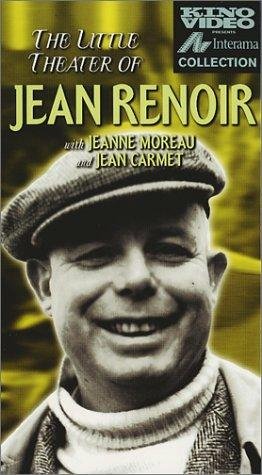 KINO
VIDEO
PRESENTS
Interama
COLLECTION
THE LITTLE
THEATER OF
JEAN RENOIR
with JEANNE MOREAU
and JEAN CARMET